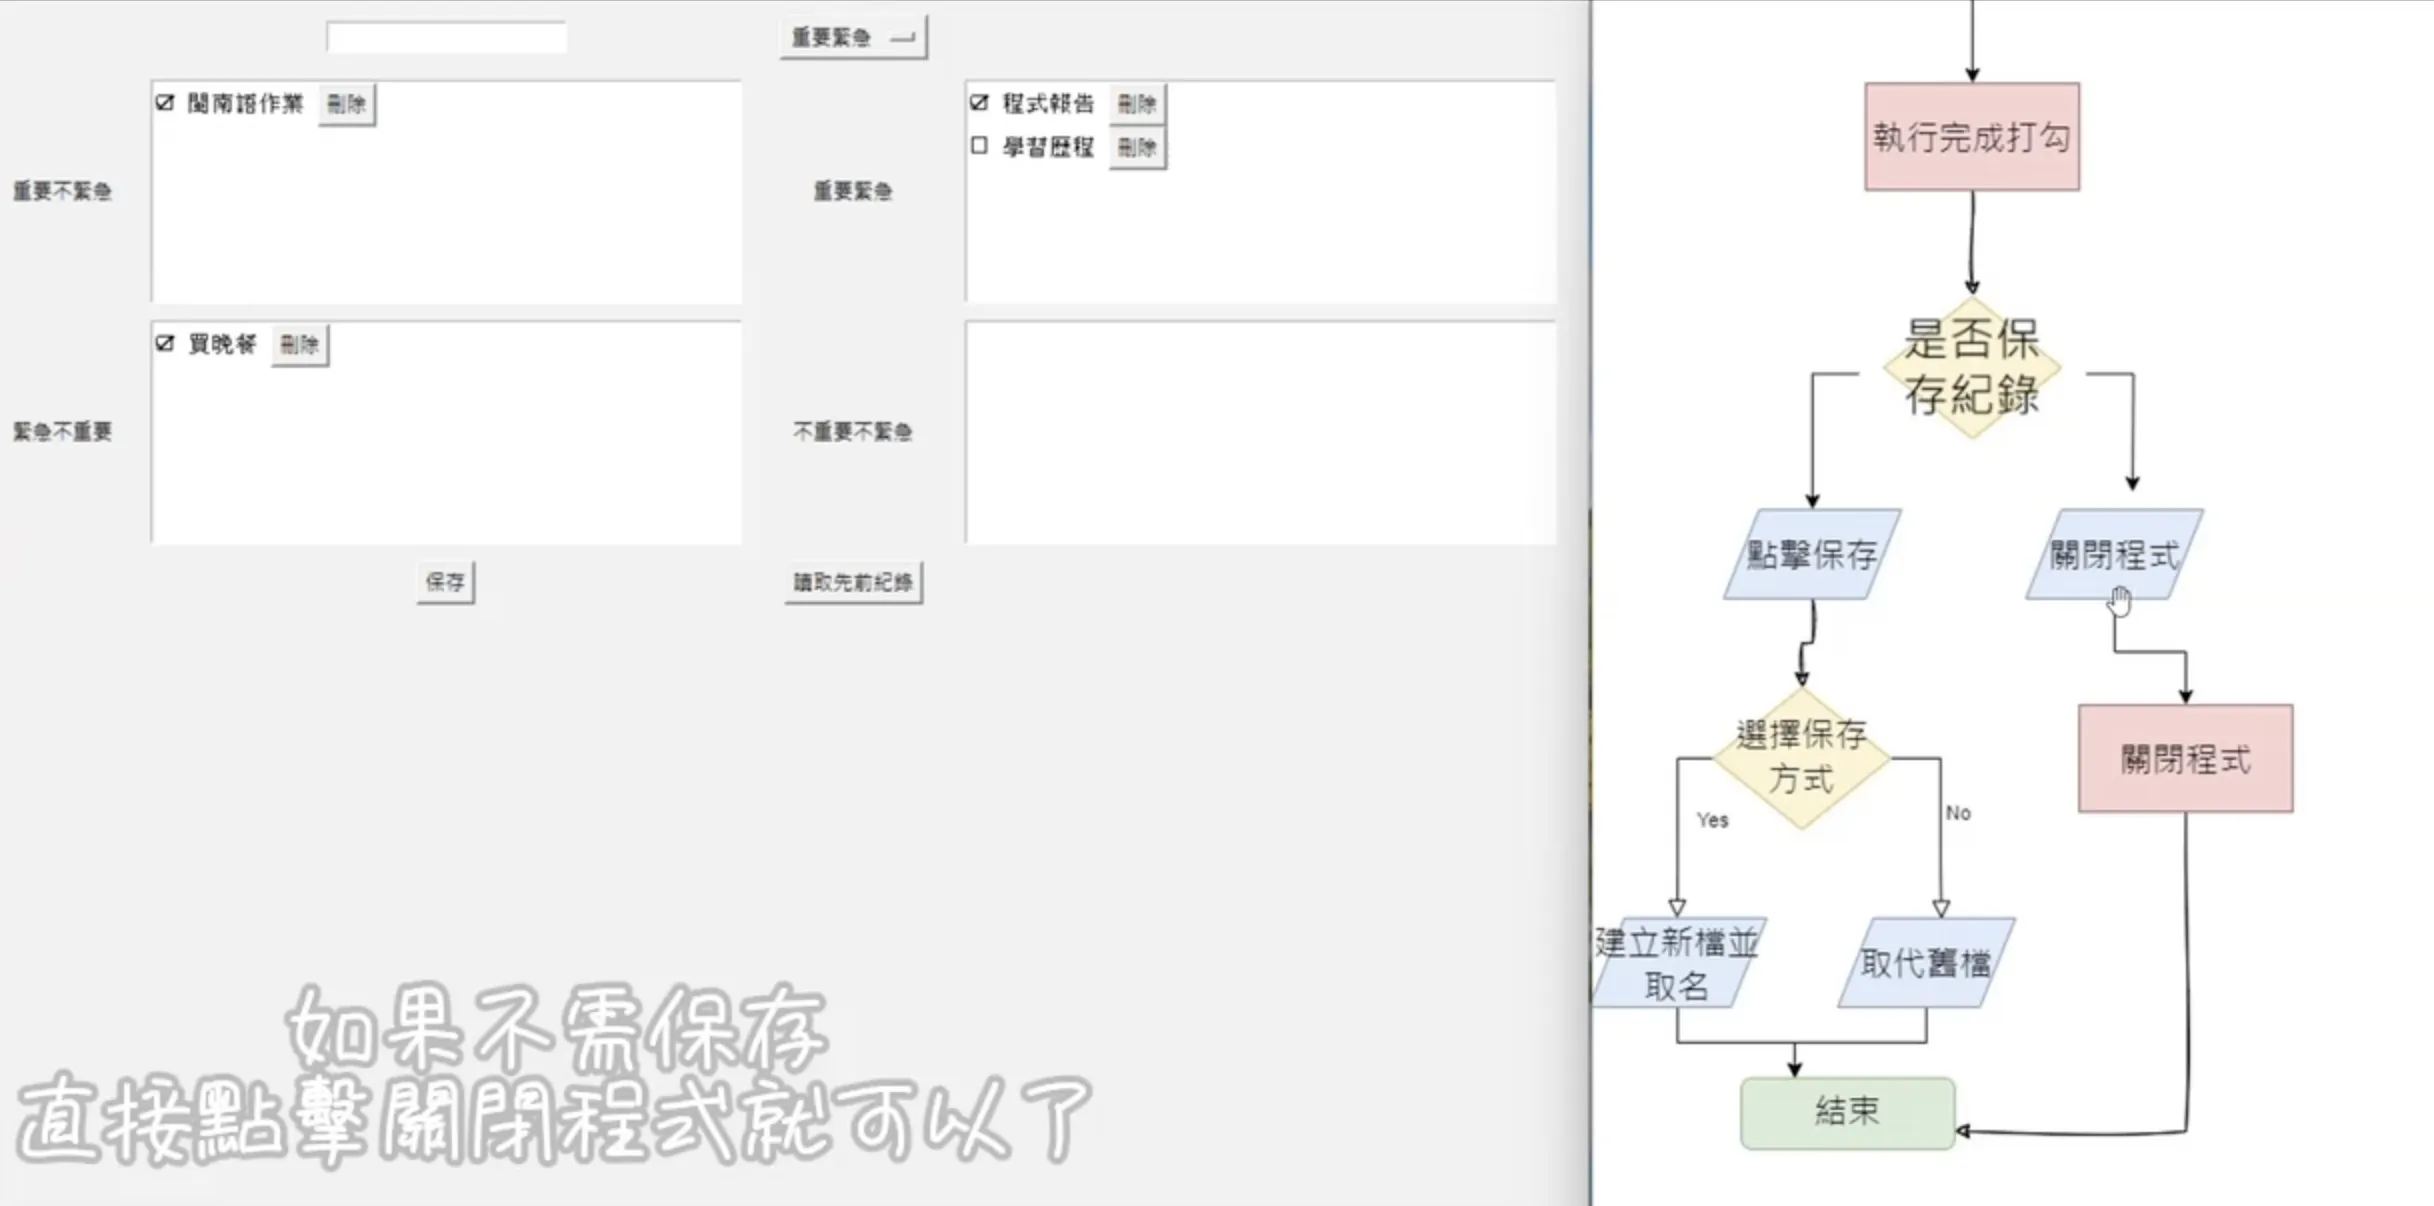 重要緊急
閩南語作業
刪除
程式報告
刪除
學習歷程
刪除
重要不緊急
重要緊急
買晚餐
刪除
緊急不重要
不重要不緊急
保存
讀取先前紀錄
如果不需保存
直接點擊關閉程式就可以了
執行完成打勾
是否保
存紀錄
點擊保存
關閉程式
選擇保存
方式
關閉程式
Yes
No
建立新檔並
取名
取代舊檔
結束